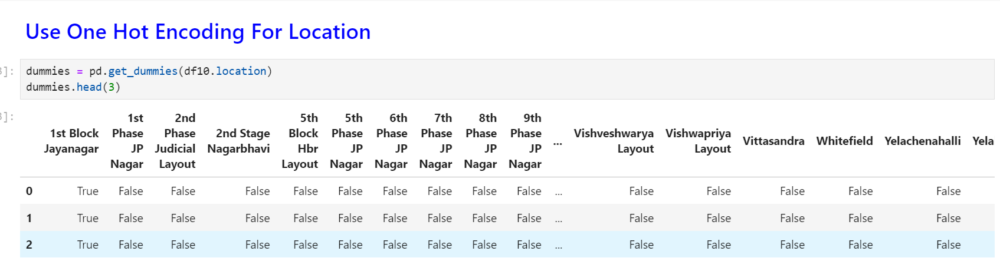 Use One Hot Encoding For Location
]:
dummies = pd.get_dummies(df10.location)
dummies.head(3)
]:
1st Block Jayanagar 1st Phase JP Nagar 2nd Phase Judicial Layout 2nd Stage Nagarbhavi 5th Block Hbr Layout 5th Phase JP Nagar 6th Phase JP Nagar 7th Phase JP Nagar 8th Phase JP Nagar 9th Phase JP Nagar ... Vishveshwarya Layout Vishwapriya Layout Vittasandra Whitefield Yelachenahalli Yela
0 True False False False False False False False False False ... False False False False False
1 True False False False False False False False False False ... False False False False False
2 True False False False False False False False False False ... False False False False False